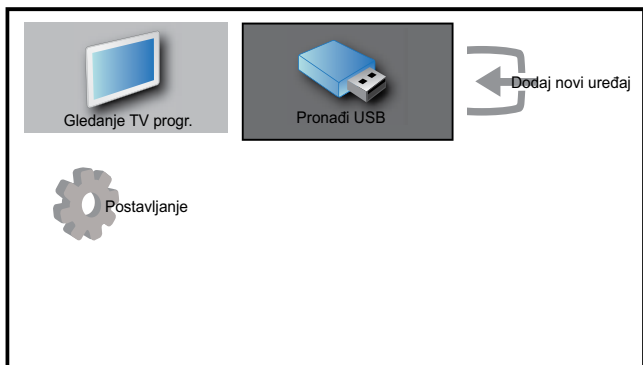 Gledanje TV progr.
Pronađi USB
Dodaj novi uređaj
Postavljanje